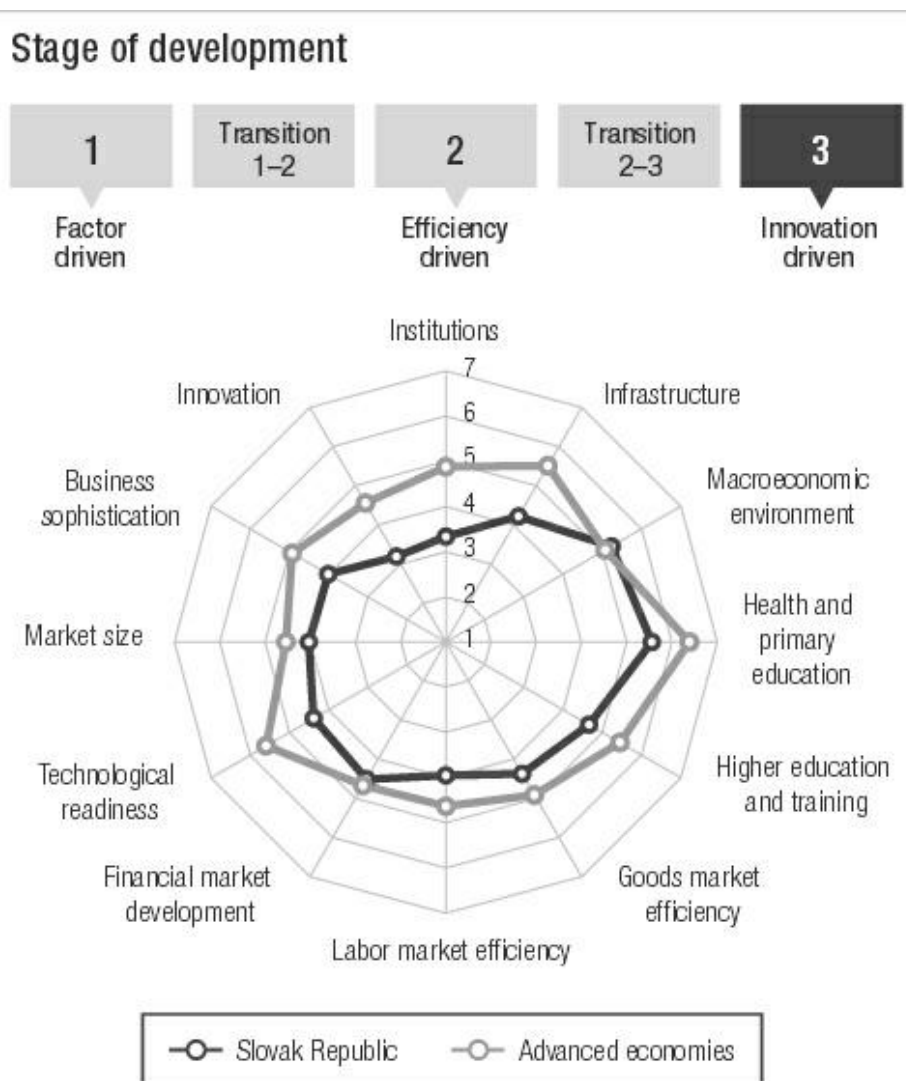 Stage of development
1
Transition
1–2
2
Transition
2–3
3
Factor
driven
Efficiency
driven
Innovation
driven
Institutions
Innovation
Infrastructure
Business
sophistication
Macroeconomic
environment
Market size
Health and
primary
education
Technological
readiness
Higher education
and training
Financial market
development
Goods market
efficiency
Labor market efficiency
7
6
5
4
3
2
1
Slovak Republic
Advanced economies